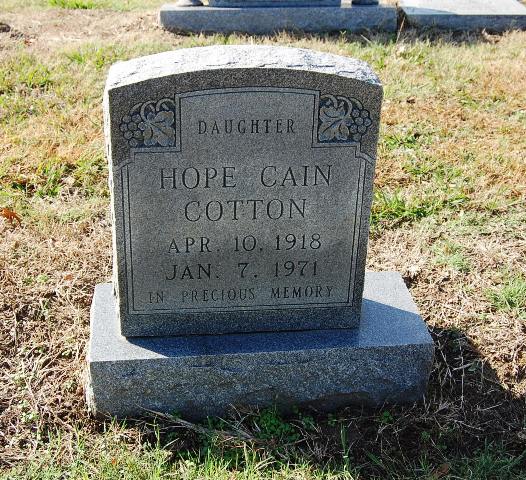 DAUGHTER
HOPE CAIN
COTTON
APR. 10, 1918
JAN. 7, 1971
IN PRECIOUS MEMORY